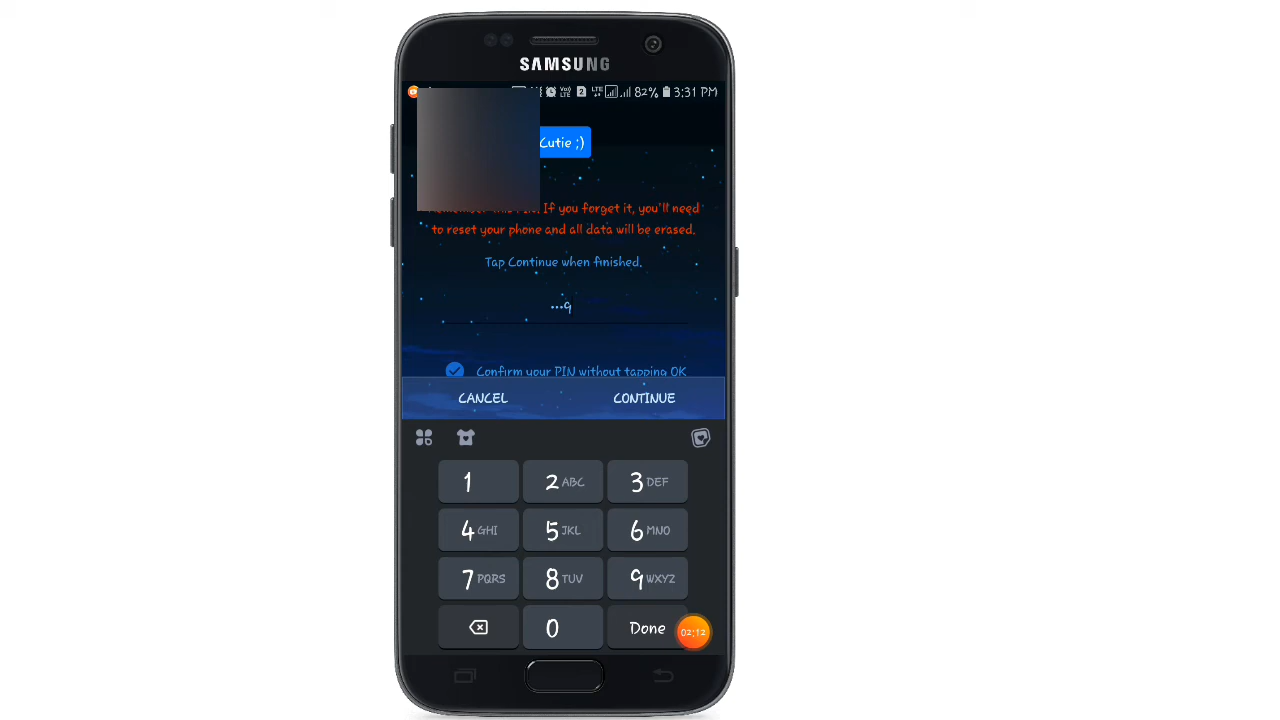 SAMSUNG
82% 3:31 PM
Cutie ;)
If you forget it, you'll need
to reset your phone and all data will be erased.
Tap Continue when finished.
•••9
Confirm your PIN without tapping OK
CANCEL CONTINUE
1 2 ABC 3 DEF
4 GHI 5 JKL 6 MNO
7 PQRS 8 TUV 9 WXYZ
0 Done 02:12